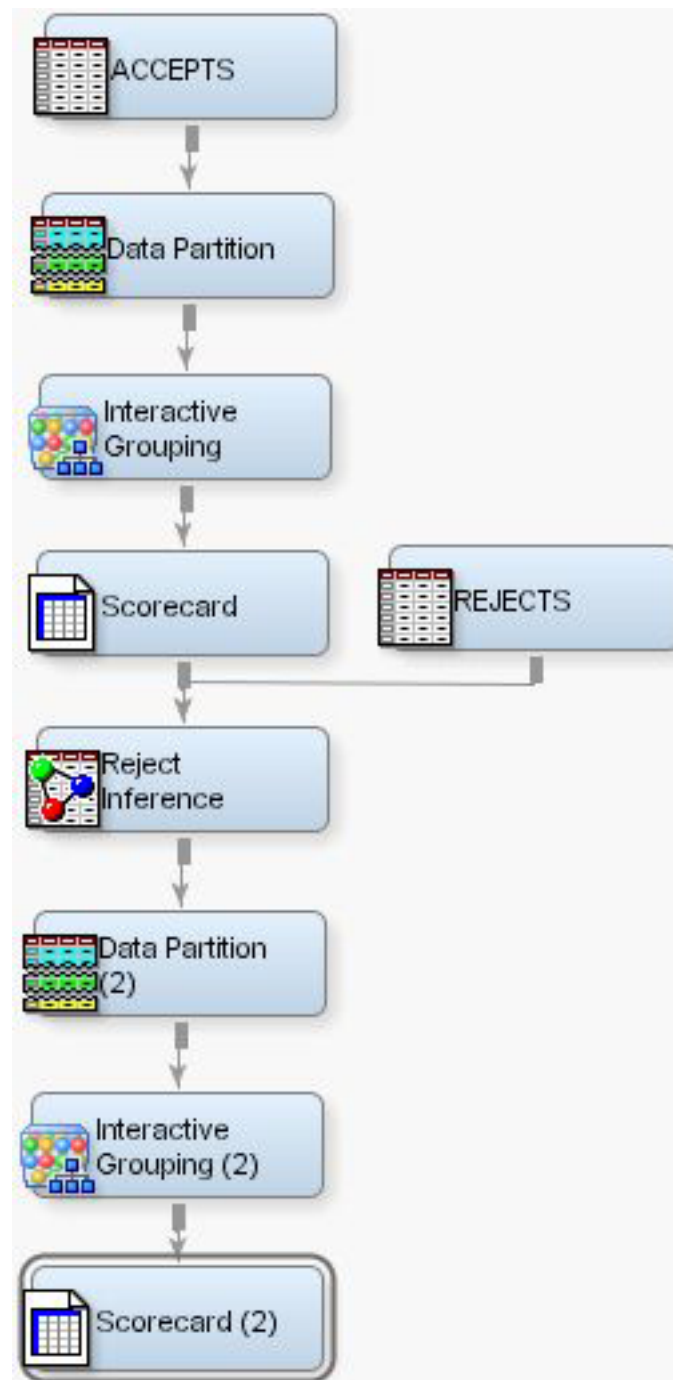 ACCEPTS
Data Partition
Interactive
Grouping
Scorecard
REJECTS
Reject
Inference
Data Partition
(2)
Interactive
Grouping (2)
Scorecard (2)